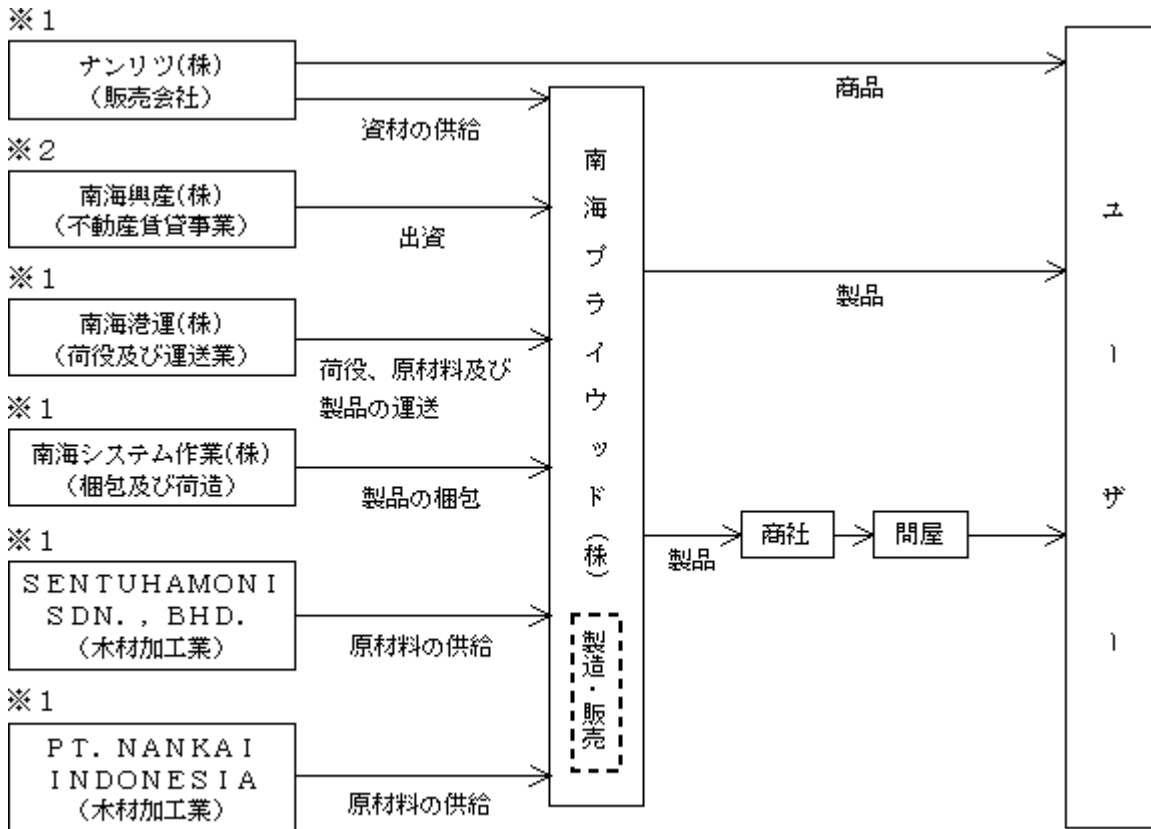 ※1
ナンリツ(株)
(販売会社)
商品
資材の供給
※2
南海興産(株)
(不動産賃貸事業)
出資
※1
南海港運(株)
(荷役及び運送業)
荷役、原材料及び
製品の運送
※1
南海システム作業(株)
(梱包及び荷造)
製品の梱包
※1
SENTUHAMONI
SDN., BHD.
(木材加工業)
原材料の供給
※1
PT. NANKAI
INDONESIA
(木材加工業)
原材料の供給
南海プライウッド(株)
製造・販売
製品
製品
商社
問屋
ユーザー